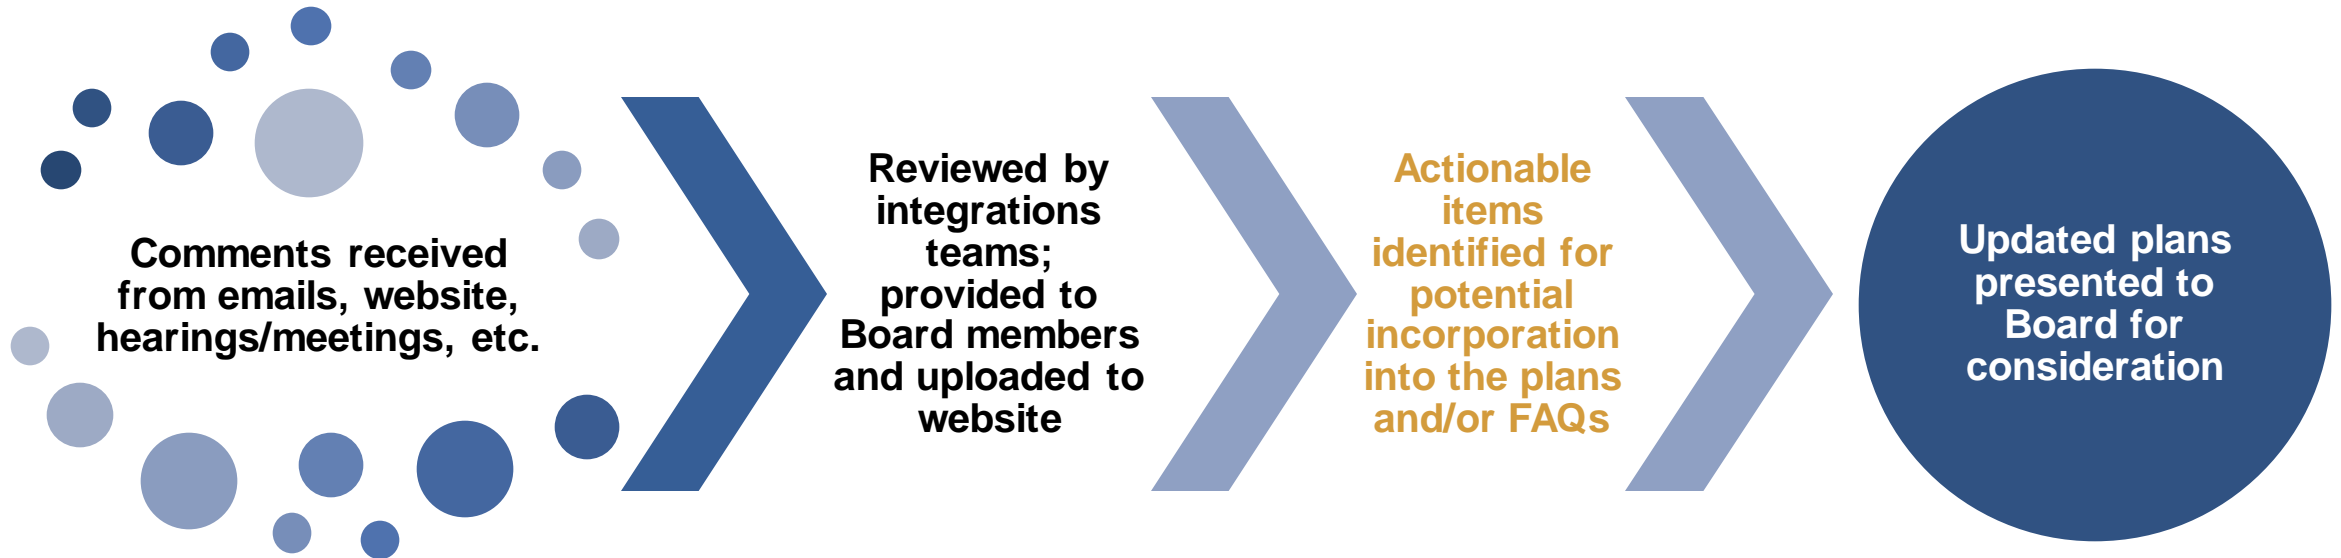 Comments received
from emails, website,
hearings/meetings, etc.
Reviewed by
integrations
teams;
provided to
Board members
and uploaded to
website
Actionable
items
identified for
potential
incorporation
into the plans
and/or FAQs
Updated plans
presented to
Board for
consideration